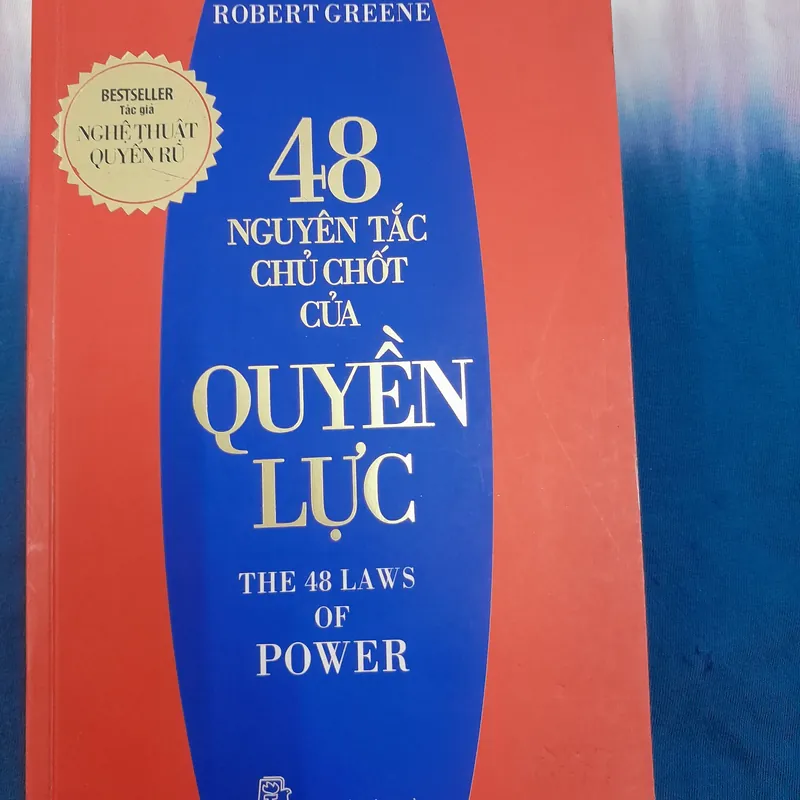 ROBERT GREENE
BESTSELLER
Tác giả
NGHỆ THUẬT
QUYẾN RŨ
48
NGUYÊN TẮC
CHỦ CHỐT
CỦA
QUYỀN
LỰC
THE 48 LAWS
OF
POWER